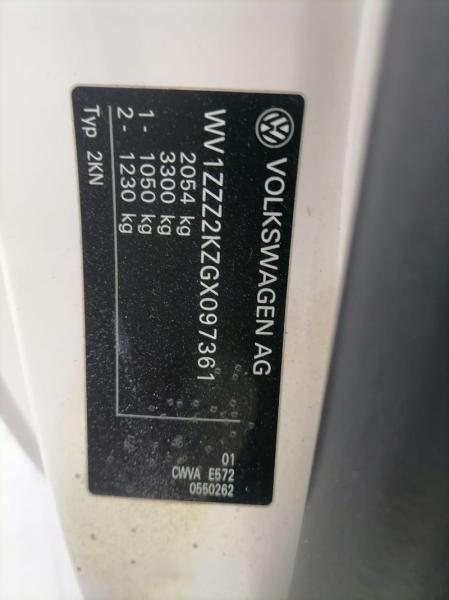 VOLKSWAGEN AG
WV1ZZZ2KZGX097361
2054 kg
3300 kg
1 - 1050 kg
2 - 1230 kg
Typ 2KN
01
CWVA E572
0550262